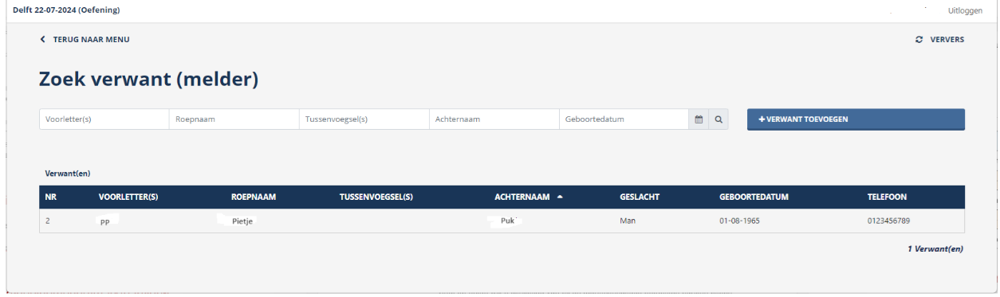 Delft 22-07-2024 (Oefening) Uitloggen
TERUG NAAR MENU VERVERS
Zoek verwant (melder)
Voorletter(s) Roepnaam Tussenvoegsel(s) Achternaam Geboortedatum + VERWANT TOEVOEGEN
Verwant(en)
NR VOORLETTER(S) ROEPNAAM TUSSENVOEGSEL(S) ACHTERNAAM GESLACHT GEBOORTEDATUM TELEFOON
2 pp Pietje Puk Man 01-08-1965 0123456789
1 Verwant(en)